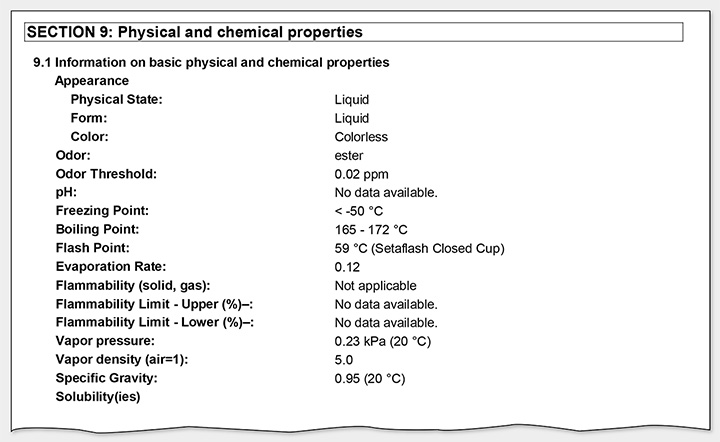 SECTION 9: Physical and chemical properties
9.1 Information on basic physical and chemical properties
Appearance
Physical State: Liquid
Form: Liquid
Color: Colorless
Odor: ester
Odor Threshold: 0.02 ppm
pH: No data available.
Freezing Point: < -50 °C
Boiling Point: 165 - 172 °C
Flash Point: 59 °C (Setaflash Closed Cup)
Evaporation Rate: 0.12
Flammability (solid, gas): Not applicable
Flammability Limit - Upper (%)–: No data available.
Flammability Limit - Lower (%)–: No data available.
Vapor pressure: 0.23 kPa (20 °C)
Vapor density (air=1): 5.0
Specific Gravity: 0.95 (20 °C)
Solubility(ies)